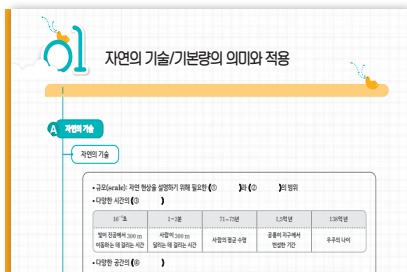 01
자연의 기술/기본량의 의미와 적용
A 자연의 기술
자연의 기술
• 규모(scale): 자연 현상을 설명하기 위해 필요한 (① )와 (② )의 범위
• 다양한 시간의 (③ )
1~2분 71~73년 1.5억 년 138억 년
빛이 진공에서 300 m 이동하는 데 걸리는 시간
사람이 300 m 달리는 데 걸리는 시간
사람의 평균 수명
공룡이 지구에서 번성한 기간
우주의 나이
• 다양한 공간의 (④ )